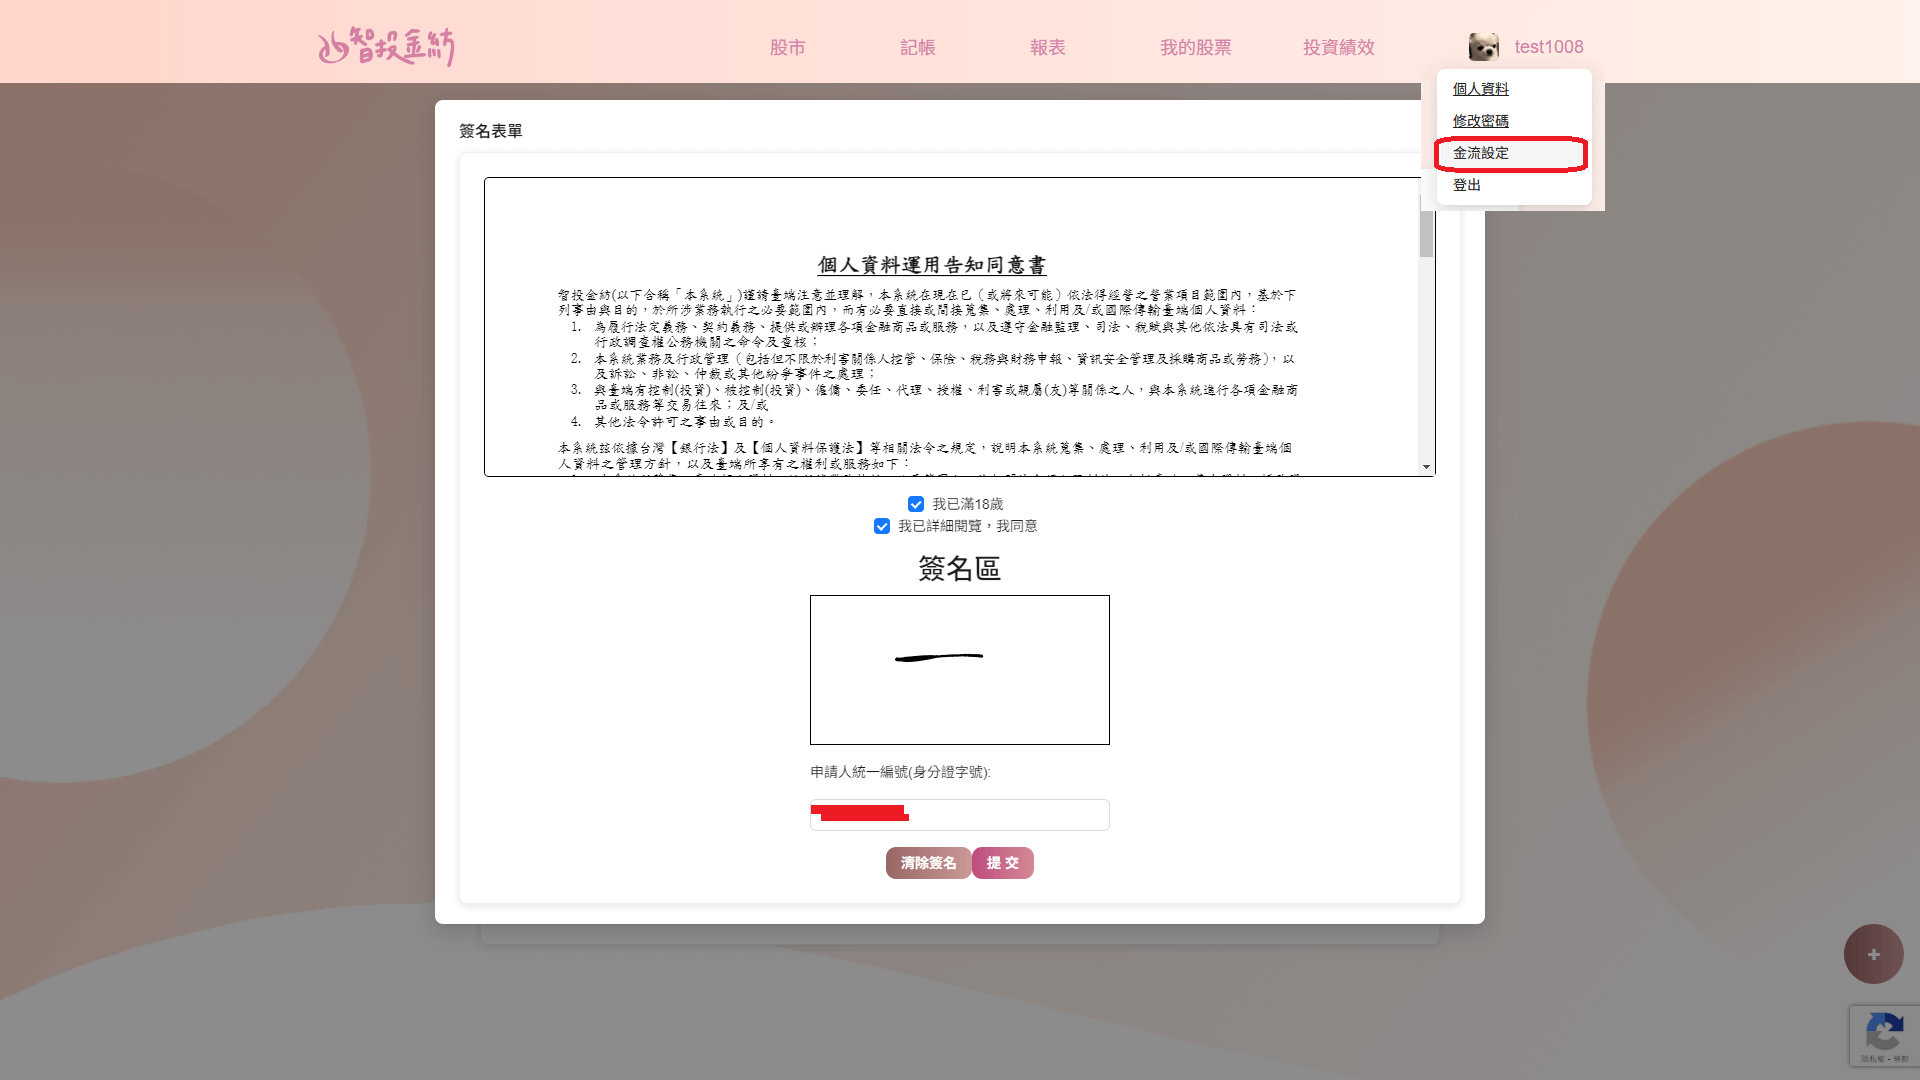 智投金紡
股市
記帳
報表
我的股票
投資績效
test1008
個人資料
修改密碼
金流設定
登出
簽名表單
個人資料運用告知同意書
智投金紡(以下合稱「本系統」)謹請臺端注意並理解，本系統在現在已（或將來可能）依法得經營之營業項目範圍內，基於下
列事由與目的，於所涉業務執行之必要範圍內，而有必要直接或間接蒐集、處理、利用及/或國際傳輸臺端個人資料：
1. 為履行法定義務、契約義務、提供或辦理各項金融商品或服務，以及遵守金融監理、司法、稅賦與其他依法具有司法或
行政調查權公務機關之命令及查核；
2. 本系統業務及行政管理（包括但不限於利害關係人控管、保險、稅務與財務申報、資訊安全管理及採購商品或勞務)，以
及訴訟、非訟、仲裁或其他紛爭事件之處理；
3. 與臺端有控制(投資)、被控制(投資)、僱傭、委任、代理、授權、利害或親屬(友)等關係之人，與本系統進行各項金融商
品或服務等交易往來；及/或
4. 其他法令許可之事由或目的。
本系統茲依據台灣【銀行法】及【個人資料保護法】等相關法令之規定，說明本系統蒐集、處理、利用及/或國際傳輸臺端個
人資料之管理方針，以及臺端所享有之權利或服務如下：
我已滿18歲
我已詳細閱覽，我同意
簽名區
申請人統一編號(身分證字號):
清除簽名
提 交
隱私權 - 條款